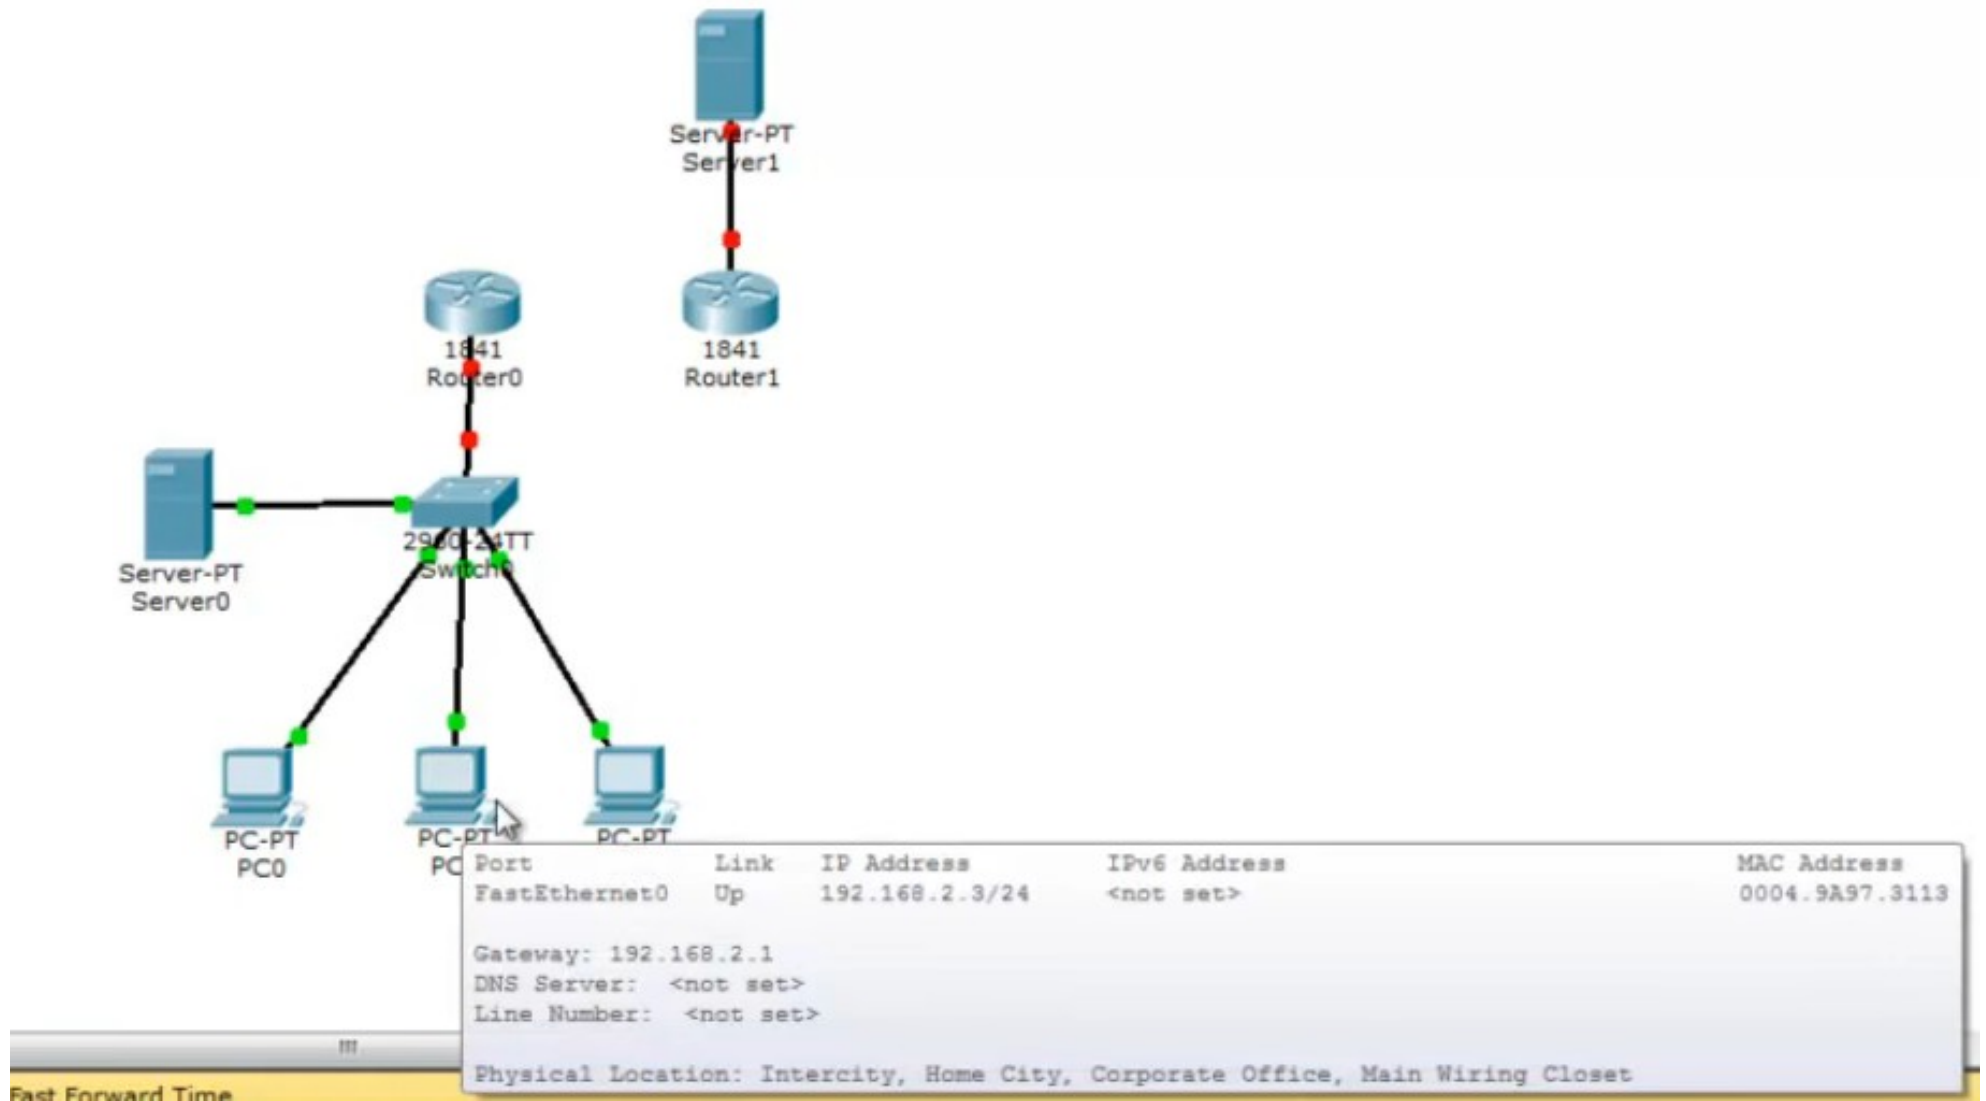 Server-PT
Server1
1841
Router0
1841
Router1
2960-24TT
Switch0
Server-PT
Server0
PC-PT
PC0
PC-PT
PC
PC-PT
Port Link IP Address IPv6 Address MAC Address
FastEthernet0 Up 192.168.2.3/24 <not set> 0004.9A97.3113
Gateway: 192.168.2.1
DNS Server: <not set>
Line Number: <not set>
Physical Location: Intercity, Home City, Corporate Office, Main Wiring Closet
Fast Forward Time